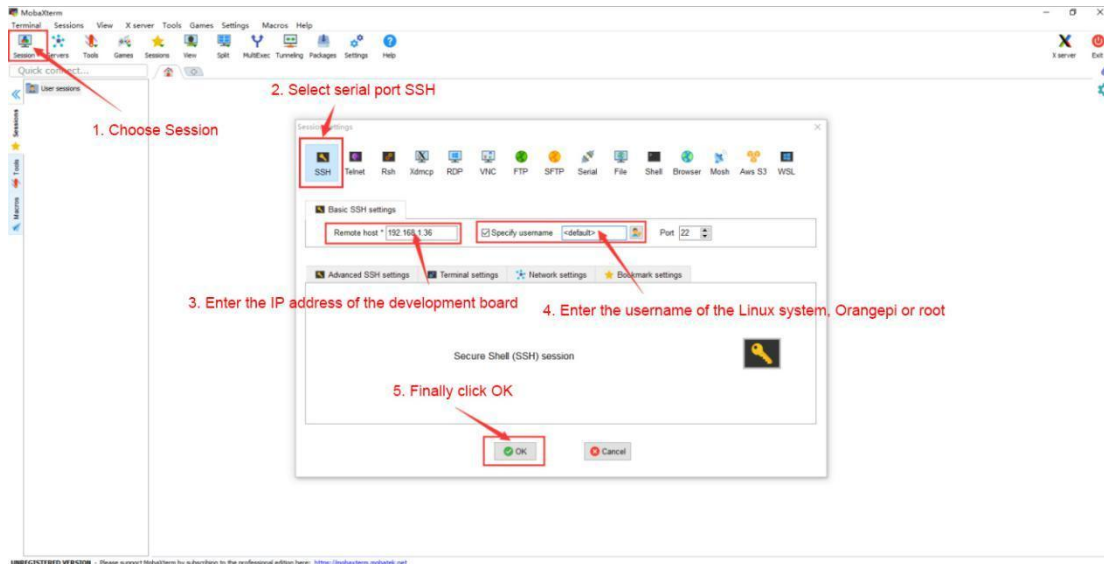 MobaXterm
Terminal Sessions View X server Tools Games Settings Macros Help
Session Servers Tools Games Sessions View Split MultiExec Tunneling Packages Settings Help X server Exit
Quick connect...
User sessions
2. Select serial port SSH
1. Choose Session
Sessions
Tools
Macros
Session settings
SSH Telnet Rsh Xdmcp RDP VNC FTP SFTP Serial File Shell Browser Mosh Aws S3 WSL
Basic SSH settings
Remote host * 192.168.1.36 Specify username <default> Port 22
Advanced SSH settings Terminal settings Network settings Bookmark settings
3. Enter the IP address of the development board
4. Enter the username of the Linux system, Orangepi or root
Secure Shell (SSH) session
5. Finally click OK
OK Cancel
UNREGISTERED VERSION - Please support MobaXterm by subscribing to the professional edition here: https://mobaxterm.mobatek.net